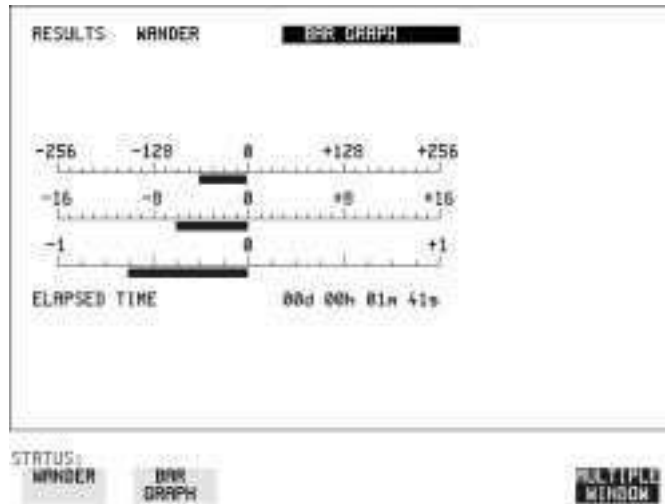 RESULTS WANDER BAR GRAPH
-256 -128 0 +128 +256
-16 -8 0 +8 +16
-1 0 +1
ELAPSED TIME 00d 00h 01m 41s
STATUS:
WANDER BAR GRAPH MULTIPLE WINDOW